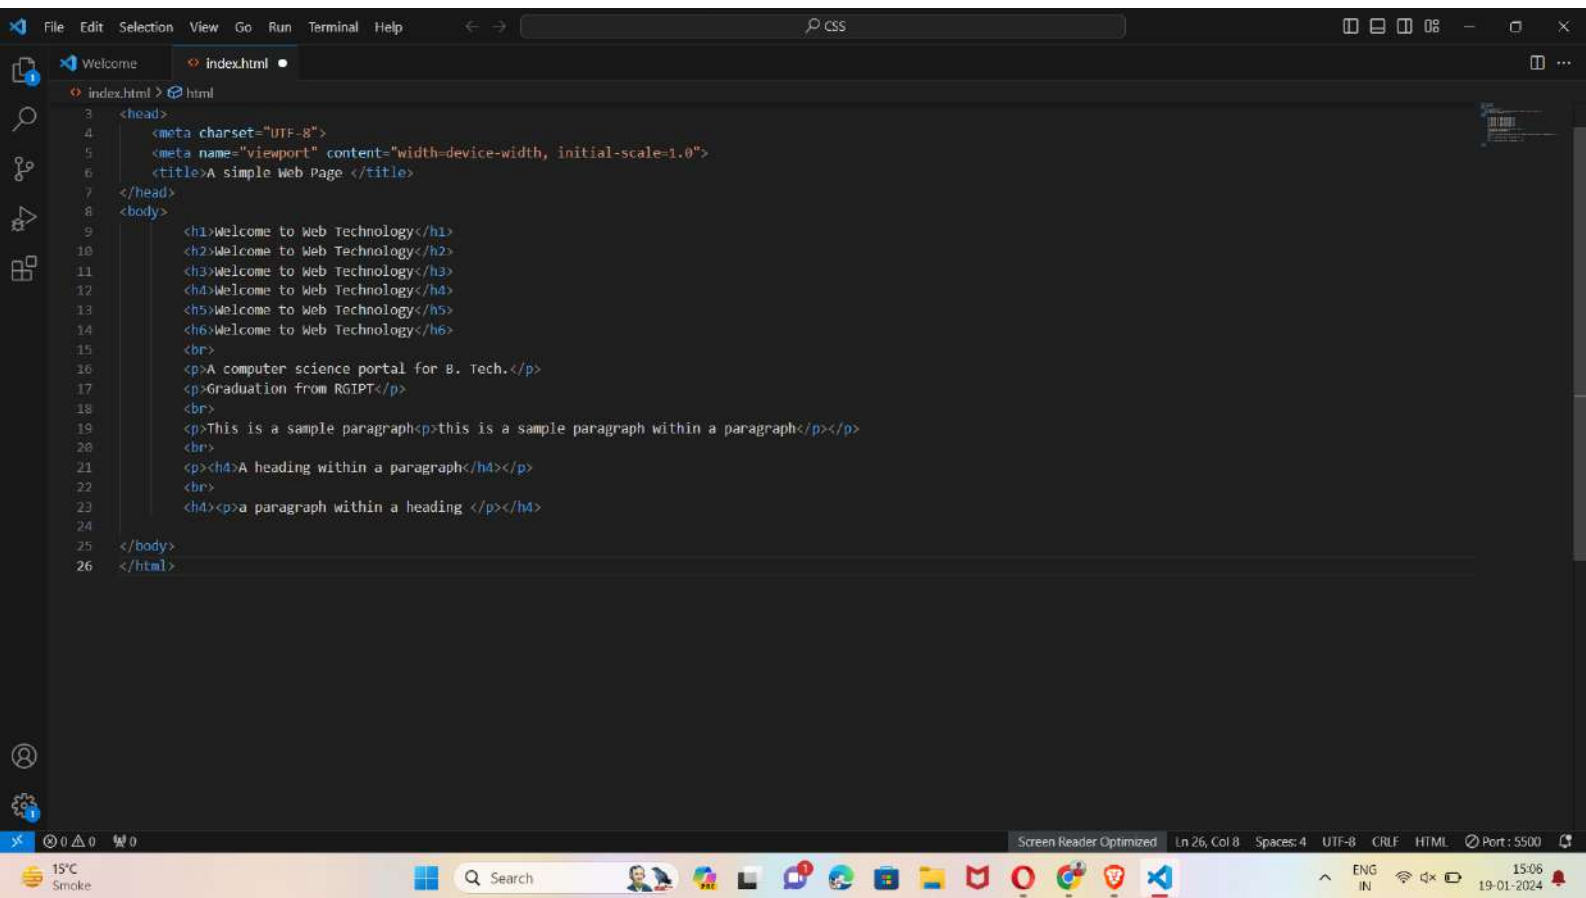 File Edit Selection View Go Run Terminal Help
CSS
Welcome
index.html
index.html > html
3 <head>
4 <meta charset="UTF-8">
5 <meta name="viewport" content="width=device-width, initial-scale=1.0">
6 <title>A simple Web Page </title>
7 </head>
8 <body>
9 <h1>Welcome to Web Technology</h1>
10 <h2>Welcome to Web Technology</h2>
11 <h3>Welcome to Web Technology</h3>
12 <h4>Welcome to Web Technology</h4>
13 <h5>Welcome to Web Technology</h5>
14 <h6>Welcome to Web Technology</h6>
15 <br>
16 <p>A computer science portal for B. Tech.</p>
17 <p>Graduation from RGIPT</p>
18 <br>
19 <p>This is a sample paragraph<p>this is a sample paragraph within a paragraph</p></p>
20 <br>
21 <p><h4>A heading within a paragraph</h4></p>
22 <br>
23 <h4><p>a paragraph within a heading </p></h4>
24
25 </body>
26 </html>
0 0 0
Screen Reader Optimized Ln 26, Col 8 Spaces: 4 UTF-8 CRLF HTML Port : 5500
15°C
Smoke
Search
ENG
IN
15:06
19-01-2024